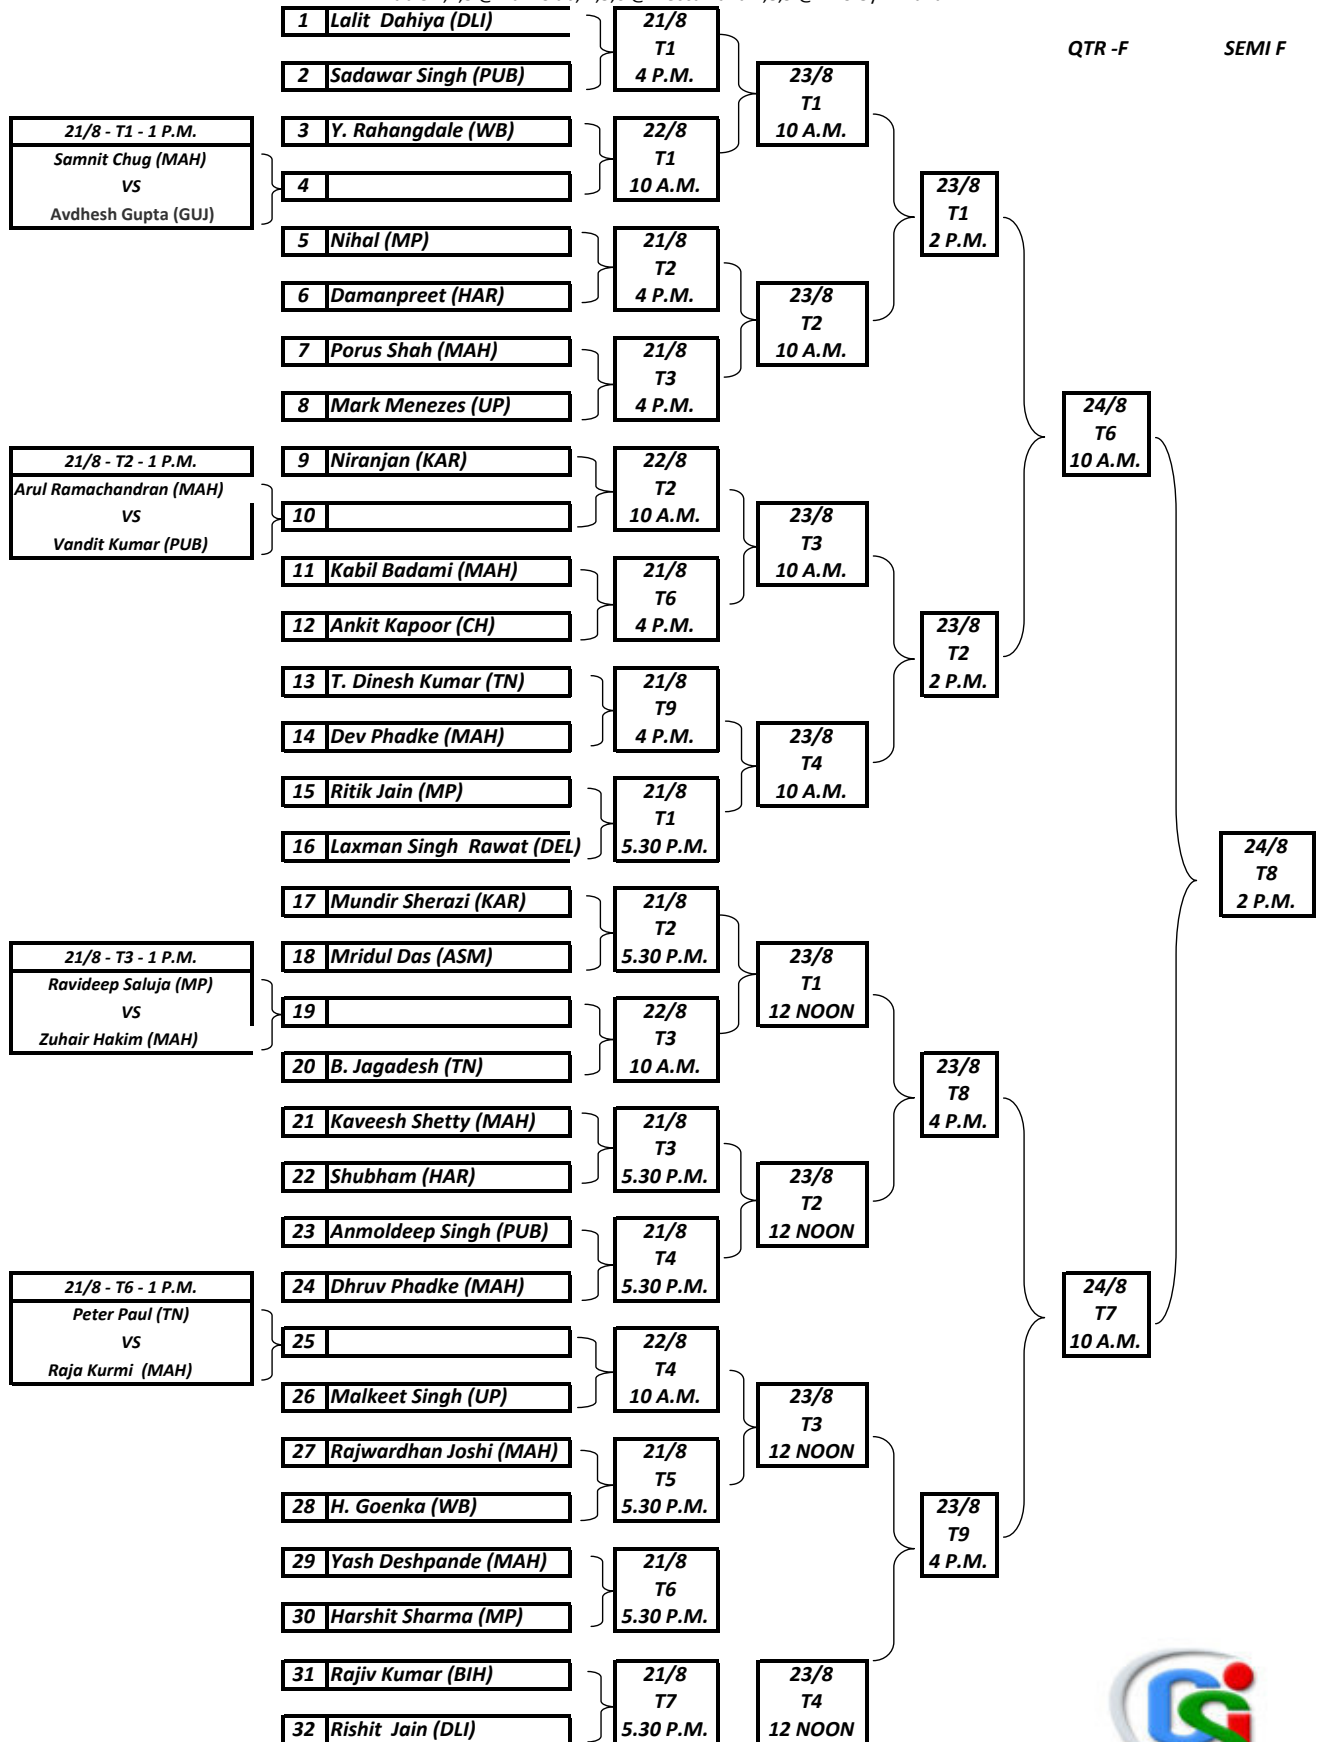 QTR -F SEMI F
1 Lalit Dahiya (DLI)
21/8
T1
4 P.M.
2 Sadawar Singh (PUB)
23/8
T1
10 A.M.
21/8 - T1 - 1 P.M.
Samnit Chug (MAH)
VS
Avdhesh Gupta (GUJ)
3 Y. Rahangdale (WB)
22/8
T1
10 A.M.
4
23/8
T1
2 P.M.
5 Nihal (MP)
21/8
T2
4 P.M.
6 Damanpreet (HAR)
23/8
T2
10 A.M.
7 Porus Shah (MAH)
21/8
T3
4 P.M.
8 Mark Menezes (UP)
24/8
T6
10 A.M.
21/8 - T2 - 1 P.M.
Arul Ramachandran (MAH)
VS
Vandit Kumar (PUB)
9 Niranjan (KAR)
22/8
T2
10 A.M.
10
23/8
T3
10 A.M.
11 Kabil Badami (MAH)
21/8
T6
4 P.M.
12 Ankit Kapoor (CH)
23/8
T2
2 P.M.
13 T. Dinesh Kumar (TN)
21/8
T9
4 P.M.
14 Dev Phadke (MAH)
23/8
T4
10 A.M.
15 Ritik Jain (MP)
21/8
T1
5.30 P.M.
16 Laxman Singh Rawat (DEL)
24/8
T8
2 P.M.
17 Mundir Sherazi (KAR)
21/8
T2
5.30 P.M.
18 Mridul Das (ASM)
23/8
T1
12 NOON
21/8 - T3 - 1 P.M.
Ravideep Saluja (MP)
VS
Zuhair Hakim (MAH)
19
22/8
T3
10 A.M.
20 B. Jagadesh (TN)
23/8
T8
4 P.M.
21 Kaveesh Shetty (MAH)
21/8
T3
5.30 P.M.
22 Shubham (HAR)
23/8
T2
12 NOON
23 Anmoldeep Singh (PUB)
21/8
T4
5.30 P.M.
24 Dhruv Phadke (MAH)
24/8
T7
10 A.M.
21/8 - T6 - 1 P.M.
Peter Paul (TN)
VS
Raja Kurmi (MAH)
25
22/8
T4
10 A.M.
26 Malkeet Singh (UP)
23/8
T3
12 NOON
27 Rajwardhan Joshi (MAH)
21/8
T5
5.30 P.M.
28 H. Goenka (WB)
23/8
T9
4 P.M.
29 Yash Deshpande (MAH)
21/8
T6
5.30 P.M.
30 Harshit Sharma (MP)
31 Rajiv Kumar (BIH)
21/8
T7
5.30 P.M.
23/8
T4
12 NOON
32 Rishit Jain (DLI)